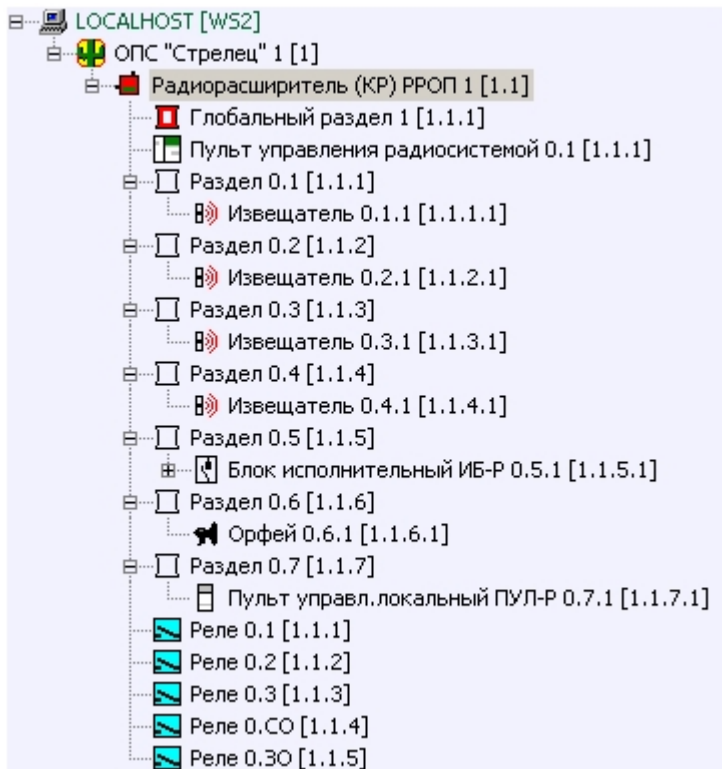 LOCALHOST [WS2]
ОПС "Стрелец" 1 [1]
Радиорасширитель (КР) РРОП 1 [1.1]
Глобальный раздел 1 [1.1.1]
Пульт управления радиосистемой 0.1 [1.1.1]
Раздел 0.1 [1.1.1]
Извещатель 0.1.1 [1.1.1.1]
Раздел 0.2 [1.1.2]
Извещатель 0.2.1 [1.1.2.1]
Раздел 0.3 [1.1.3]
Извещатель 0.3.1 [1.1.3.1]
Раздел 0.4 [1.1.4]
Извещатель 0.4.1 [1.1.4.1]
Раздел 0.5 [1.1.5]
Блок исполнительный ИБ-Р 0.5.1 [1.1.5.1]
Раздел 0.6 [1.1.6]
Орфей 0.6.1 [1.1.6.1]
Раздел 0.7 [1.1.7]
Пульт управл.локальный ПУЛ-Р 0.7.1 [1.1.7.1]
Реле 0.1 [1.1.1]
Реле 0.2 [1.1.2]
Реле 0.3 [1.1.3]
Реле 0.СО [1.1.4]
Реле 0.ЗО [1.1.5]